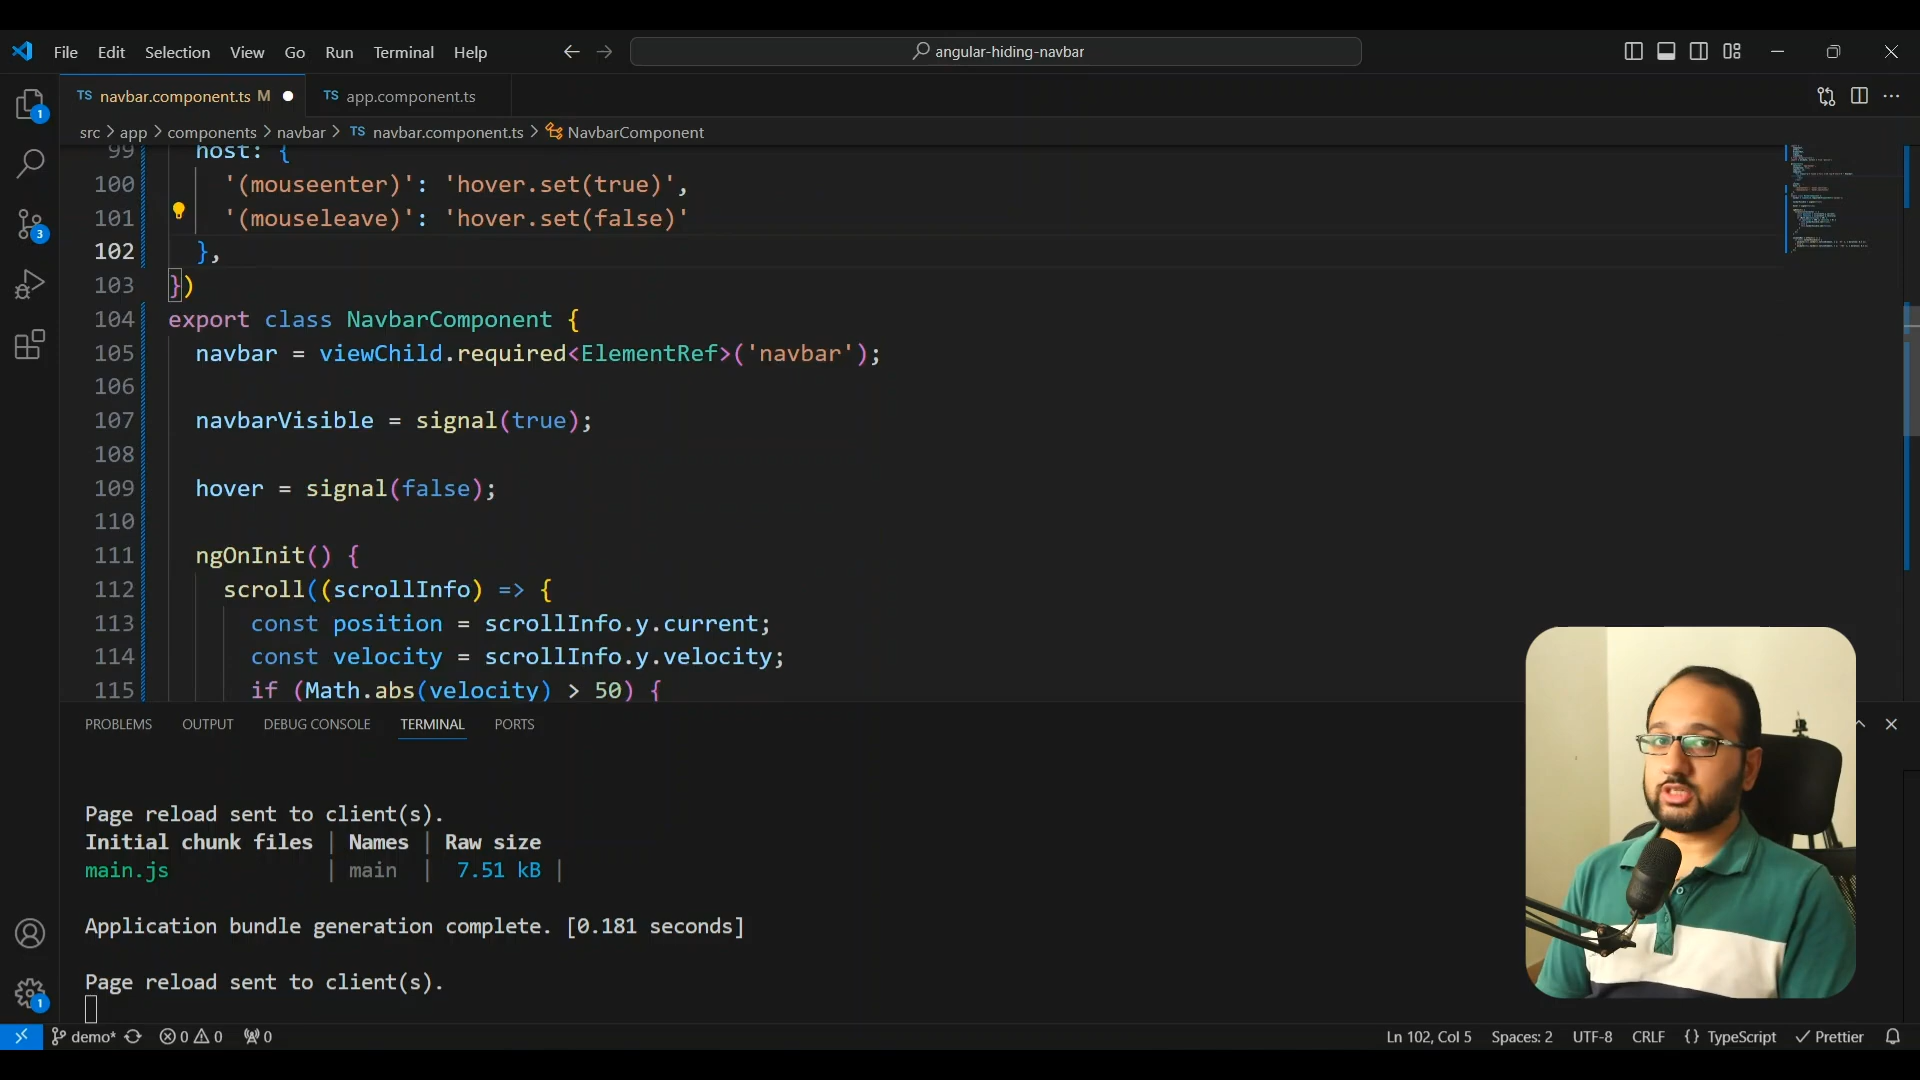 File Edit Selection View Go Run Terminal Help angular-hiding-navbar
TS navbar.component.ts M TS app.component.ts
src > app > components > navbar > TS navbar.component.ts > NavbarComponent
99 host: {
100 '(mouseenter)': 'hover.set(true)',
101 '(mouseleave)': 'hover.set(false)'
102 },
103 })
104 export class NavbarComponent {
105 navbar = viewChild.required<ElementRef>('navbar');
106
107 navbarVisible = signal(true);
108
109 hover = signal(false);
110
111 ngOnInit() {
112 scroll((scrollInfo) => {
113 const position = scrollInfo.y.current;
114 const velocity = scrollInfo.y.velocity;
115 if (Math.abs(velocity) > 50) {
1
3
PROBLEMS OUTPUT DEBUG CONSOLE TERMINAL PORTS
Page reload sent to client(s).
Initial chunk files | Names | Raw size
main.js | main | 7.51 kB |
Application bundle generation complete. [0.181 seconds]
Page reload sent to client(s).
1
demo* 0 0 0 Ln 102, Col 5 Spaces: 2 UTF-8 CRLF {} TypeScript Prettier